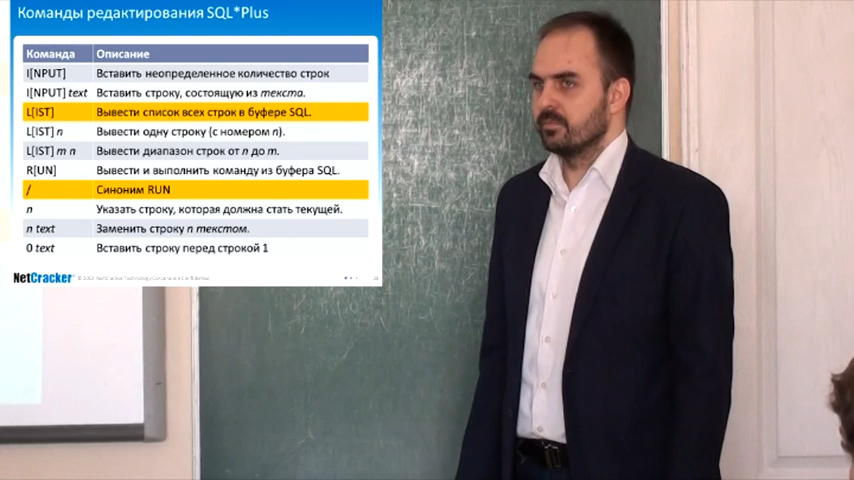 Команды редактирования SQL*Plus
Команда Описание
I[NPUT] Вставить неопределенное количество строк
I[NPUT] text Вставить строку, состоящую из текста.
L[IST] Вывести список всех строк в буфере SQL.
L[IST] n Вывести одну строку (с номером n).
L[IST] m n Вывести диапазон строк от n до m.
R[UN] Вывести и выполнить команду из буфера SQL.
/ Синоним RUN
n Указать строку, которая должна стать текущей.
n text Заменить строку n текстом.
0 text Вставить строку перед строкой 1
NetCracker